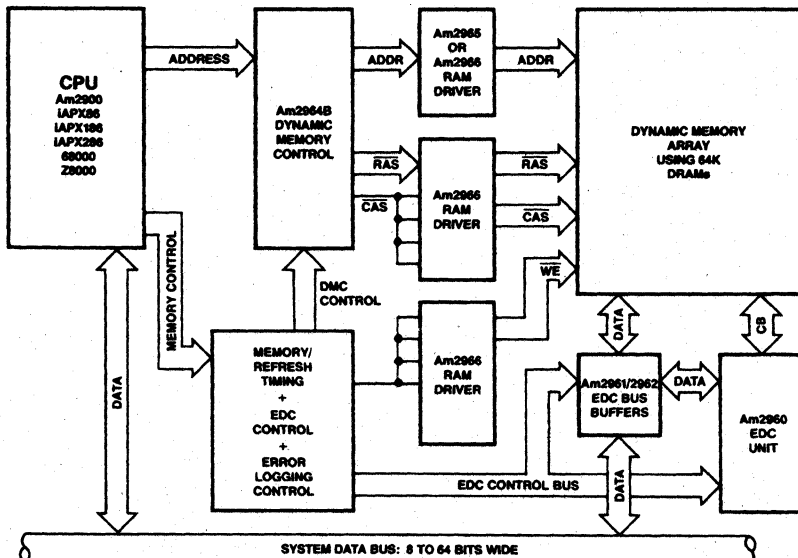 CPU
Am2900
iAPX86
iAPX186
iAPX286
68000
Z8000
ADDRESS
Am2964B
DYNAMIC
MEMORY
CONTROL
ADDR
Am2965
OR
Am2966
RAM
DRIVER
ADDR
DYNAMIC MEMORY
ARRAY
USING 64K
DRAMs
RAS
CAS
Am2966
RAM
DRIVER
RAS
CAS
WE
MEMORY CONTROL
DMC
CONTROL
DATA
MEMORY/
REFRESH
TIMING
+
EDC
CONTROL
+
ERROR
LOGGING
CONTROL
Am2966
RAM
DRIVER
DATA
CB
Am2961/2962
EDC BUS
BUFFERS
DATA
Am2960
EDC
UNIT
EDC CONTROL BUS
DATA
SYSTEM DATA BUS: 8 TO 64 BITS WIDE